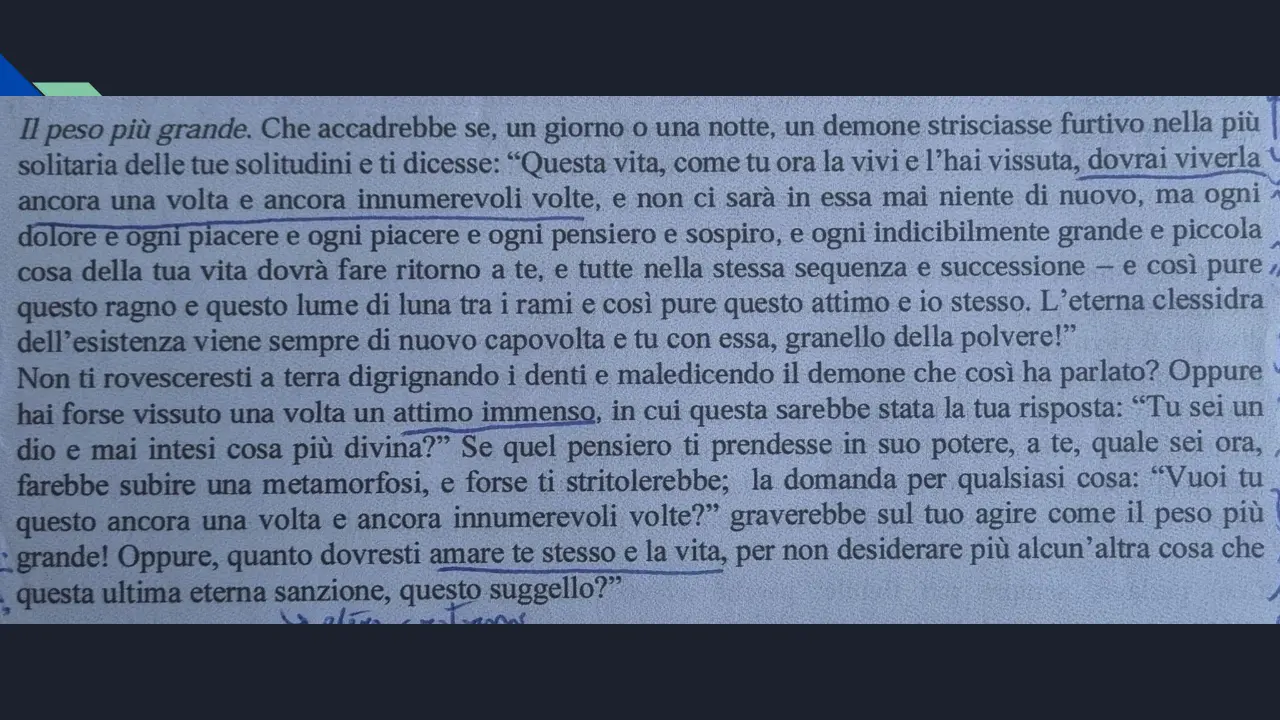 Il peso più grande. Che accadrebbe se, un giorno o una notte, un demone strisciasse furtivo nella più
solitaria delle tue solitudini e ti dicesse: “Questa vita, come tu ora la vivi e l’hai vissuta, dovrai viverla
ancora una volta e ancora innumerevoli volte, e non ci sarà in essa mai niente di nuovo, ma ogni
dolore e ogni piacere e ogni piacere e ogni pensiero e sospiro, e ogni indicibilmente grande e piccola
cosa della tua vita dovrà fare ritorno a te, e tutte nella stessa sequenza e successione – e così pure
questo ragno e questo lume di luna tra i rami e così pure questo attimo e io stesso. L’eterna clessidra
dell’esistenza viene sempre di nuovo capovolta e tu con essa, granello della polvere!”
Non ti rovesceresti a terra digrignando i denti e maledicendo il demone che così ha parlato? Oppure
hai forse vissuto una volta un attimo immenso, in cui questa sarebbe stata la tua risposta: “Tu sei un
dio e mai intesi cosa più divina?” Se quel pensiero ti prendesse in suo potere, a te, quale sei ora,
farebbe subire una metamorfosi, e forse ti stritolerebbe; la domanda per qualsiasi cosa: “Vuoi tu
questo ancora una volta e ancora innumerevoli volte?” graverebbe sul tuo agire come il peso più
grande! Oppure, quanto dovresti amare te stesso e la vita, per non desiderare più alcun’altra cosa che
questa ultima eterna sanzione, questo suggello?”